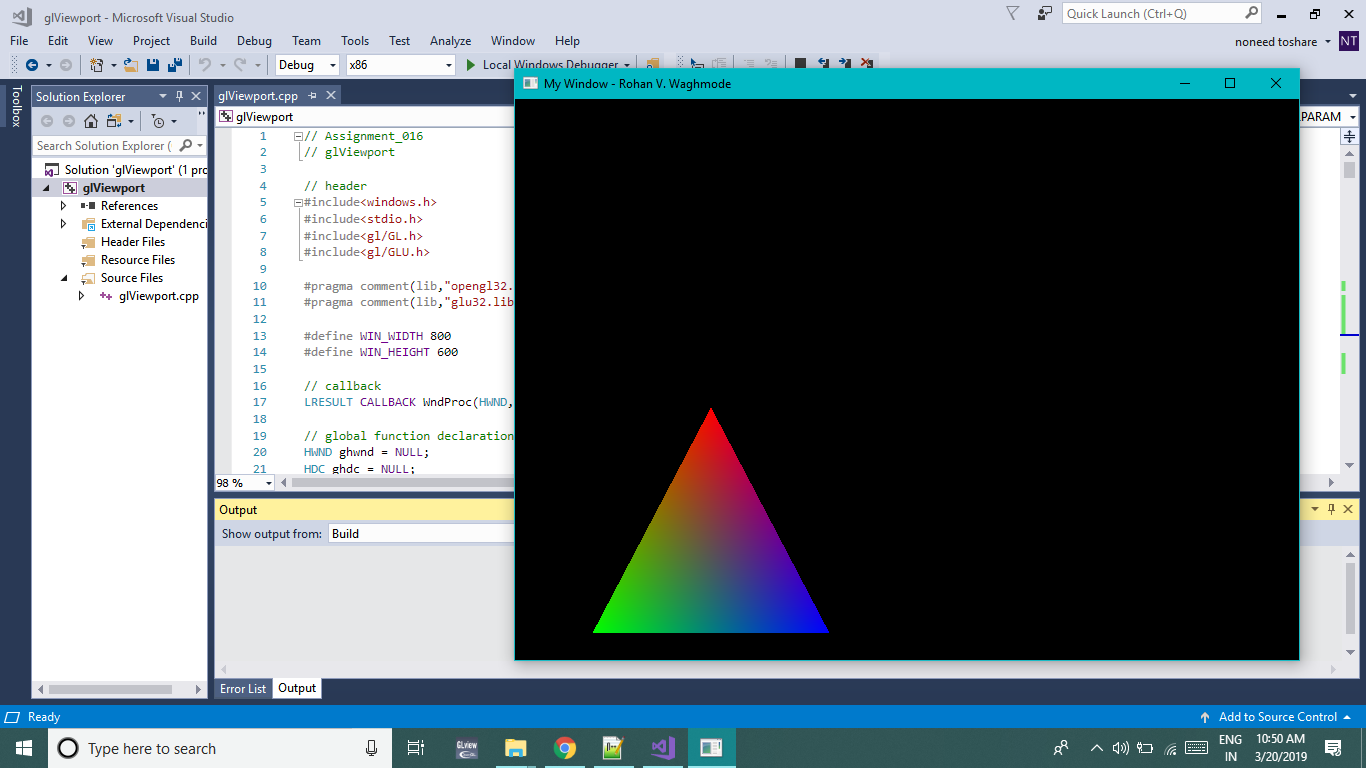 glViewport - Microsoft Visual Studio
Quick Launch (Ctrl+Q)
File Edit View Project Build Debug Team Tools Test Analyze Window Help
noneed toshare NT
Debug x86 Local Windows Debugger
My Window - Rohan V. Waghmode
Toolbox
Solution Explorer
Search Solution Explorer (
Solution 'glViewport' (1 pro
glViewport
References
External Dependenci
Header Files
Resource Files
Source Files
glViewport.cpp
glViewport.cpp
glViewport
PARAM
1 // Assignment_016
2 // glViewport
3
4 // header
5 #include<windows.h>
6 #include<stdio.h>
7 #include<gl/GL.h>
8 #include<gl/GLU.h>
9
10 #pragma comment(lib,"opengl32.
11 #pragma comment(lib,"glu32.lib
12
13 #define WIN_WIDTH 800
14 #define WIN_HEIGHT 600
15
16 // callback
17 LRESULT CALLBACK WndProc(HWND,
18
19 // global function declaration
20 HWND ghwnd = NULL;
21 HDC ghdc = NULL;
98 %
Output
Show output from: Build
Error List Output
Ready
Add to Source Control
Type here to search
GLview
ENG
IN
10:50 AM
3/20/2019